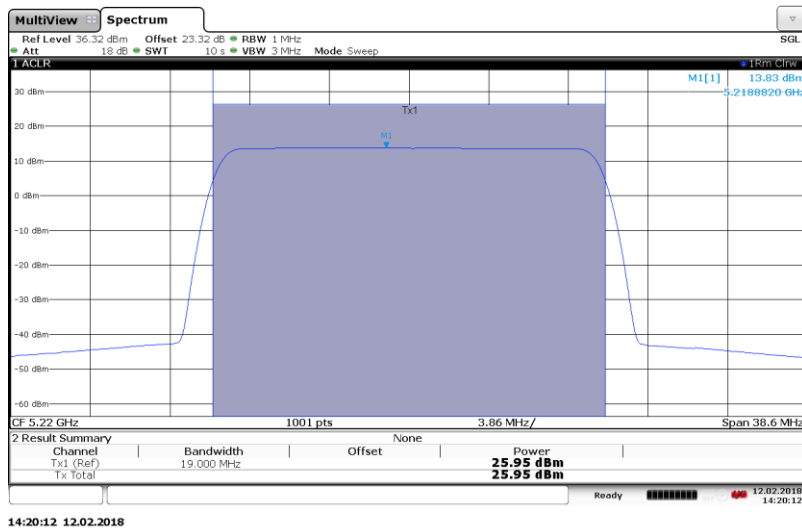 MultiView Spectrum
Ref Level 36.32 dBm Offset 23.32 dB RBW 1 MHz SGL
Att 18 dB SWT 10 s VBW 3 MHz Mode Sweep
1 ACLR 1Rm Clrw
M1[1] 13.83 dBm
5.2188820 GHz
30 dBm
Tx1
20 dBm
M1
10 dBm
0 dBm
-10 dBm
-20 dBm
-30 dBm
-40 dBm
-50 dBm
-60 dBm
CF 5.22 GHz 1001 pts 3.86 MHz/ Span 38.6 MHz
2 Result Summary None
Channel Bandwidth Offset Power
Tx1 (Ref) 19.000 MHz 25.95 dBm
Tx Total 25.95 dBm
Ready 12.02.2018
14:20:12
14:20:12 12.02.2018